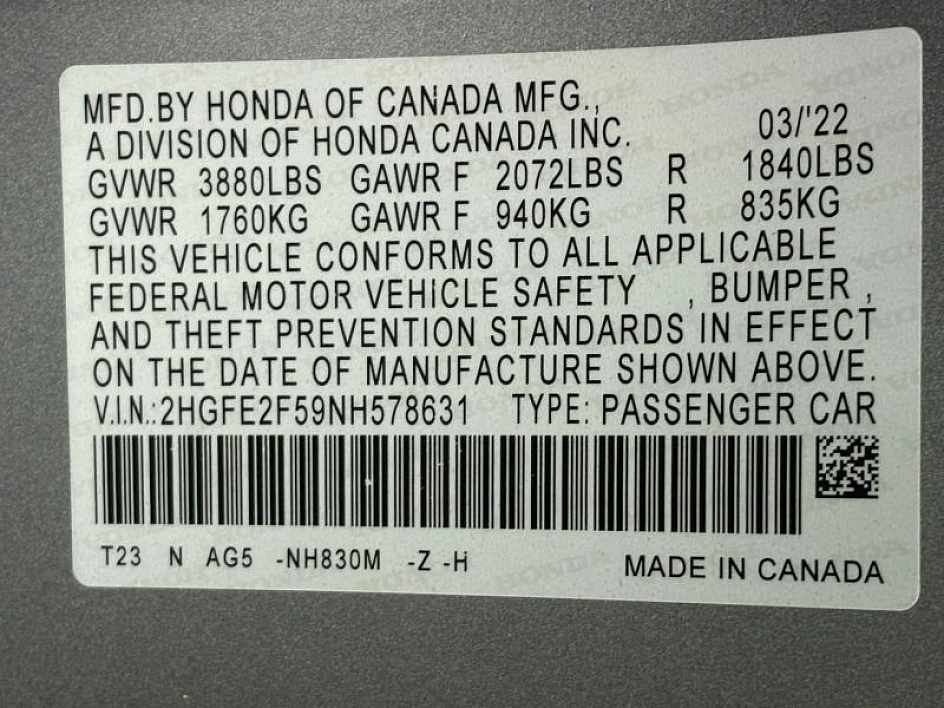 MFD.BY HONDA OF CANADA MFG.,
A DIVISION OF HONDA CANADA INC. 03/'22
GVWR 3880LBS GAWR F 2072LBS R 1840LBS
GVWR 1760KG GAWR F 940KG R 835KG
THIS VEHICLE CONFORMS TO ALL APPLICABLE
FEDERAL MOTOR VEHICLE SAFETY , BUMPER ,
AND THEFT PREVENTION STANDARDS IN EFFECT
ON THE DATE OF MANUFACTURE SHOWN ABOVE.
V.I.N.:2HGFE2F59NH578631 TYPE: PASSENGER CAR
T23 N AG5 -NH830M -Z -H MADE IN CANADA